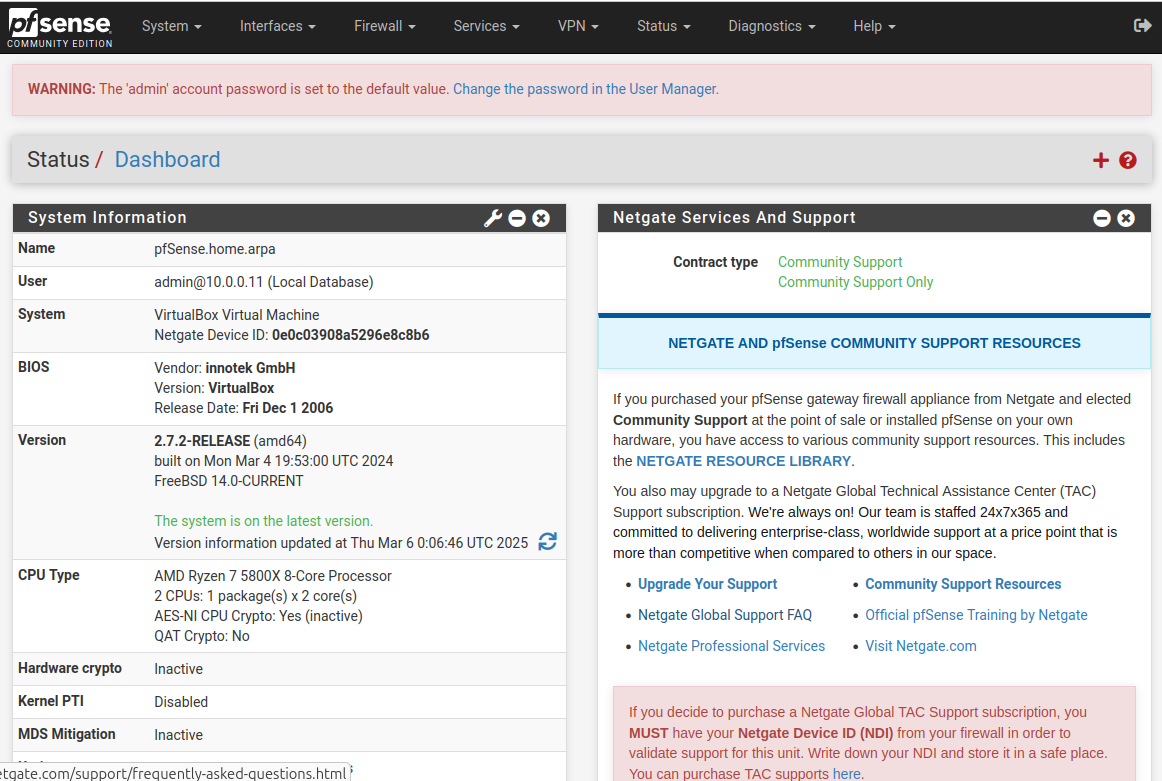 pfsense
COMMUNITY EDITION
System
Interfaces
Firewall
Services
VPN
Status
Diagnostics
Help
WARNING: The 'admin' account password is set to the default value. Change the password in the User Manager.
Status / Dashboard
System Information
Name pfSense.home.arpa
User admin@10.0.0.11 (Local Database)
System VirtualBox Virtual Machine
Netgate Device ID: 0e0c03908a5296e8c8b6
BIOS Vendor: innotek GmbH
Version: VirtualBox
Release Date: Fri Dec 1 2006
Version 2.7.2-RELEASE (amd64)
built on Mon Mar 4 19:53:00 UTC 2024
FreeBSD 14.0-CURRENT
The system is on the latest version.
Version information updated at Thu Mar 6 0:06:46 UTC 2025
CPU Type AMD Ryzen 7 5800X 8-Core Processor
2 CPUs: 1 package(s) x 2 core(s)
AES-NI CPU Crypto: Yes (inactive)
QAT Crypto: No
Hardware crypto Inactive
Kernel PTI Disabled
MDS Mitigation Inactive
etgate.com/support/frequently-asked-questions.html
Netgate Services And Support
Contract type Community Support
Community Support Only
NETGATE AND pfSense COMMUNITY SUPPORT RESOURCES
If you purchased your pfSense gateway firewall appliance from Netgate and elected
Community Support at the point of sale or installed pfSense on your own
hardware, you have access to various community support resources. This includes
the NETGATE RESOURCE LIBRARY.
You also may upgrade to a Netgate Global Technical Assistance Center (TAC)
Support subscription. We're always on! Our team is staffed 24x7x365 and
committed to delivering enterprise-class, worldwide support at a price point that is
more than competitive when compared to others in our space.
• Upgrade Your Support
• Community Support Resources
• Netgate Global Support FAQ
• Official pfSense Training by Netgate
• Netgate Professional Services
• Visit Netgate.com
If you decide to purchase a Netgate Global TAC Support subscription, you
MUST have your Netgate Device ID (NDI) from your firewall in order to
validate support for this unit. Write down your NDI and store it in a safe place.
You can purchase TAC supports here.